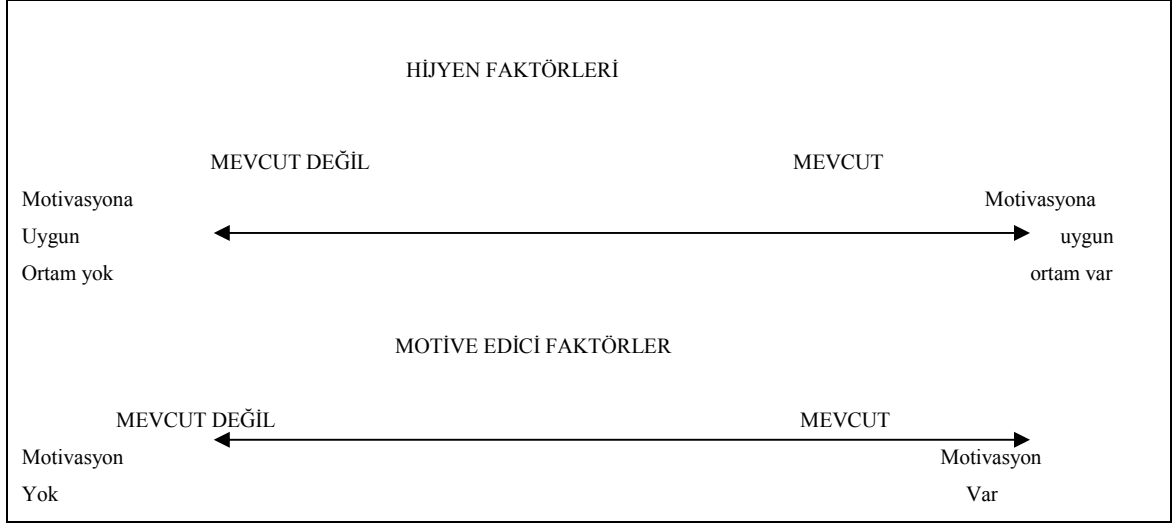 HİJYEN FAKTÖRLERİ
MEVCUT DEĞİL MEVCUT
Motivasyona Motivasyona
Uygun uygun
Ortam yok ortam var
MOTİVE EDİCİ FAKTÖRLER
MEVCUT DEĞİL MEVCUT
Motivasyon Motivasyon
Yok Var